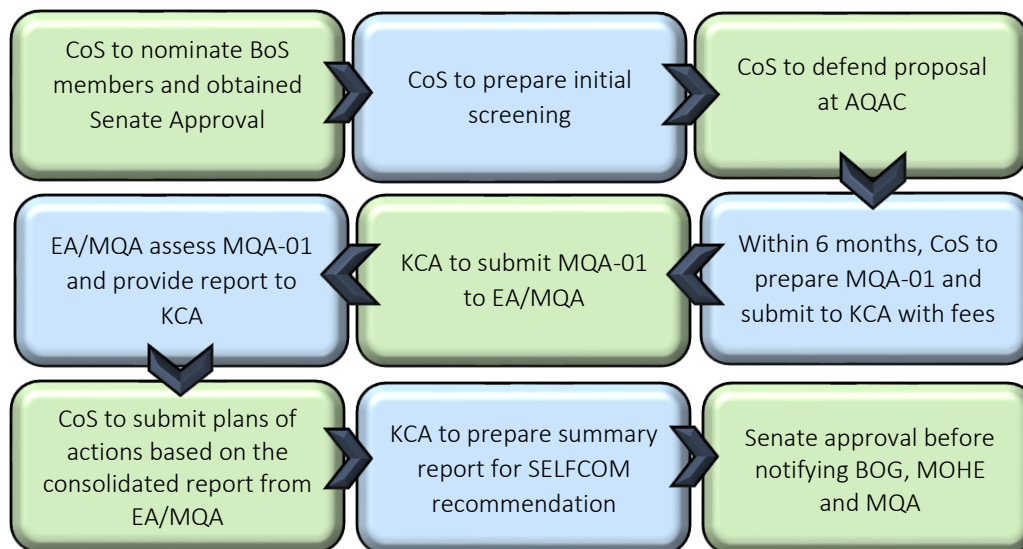 CoS to nominate BoS
members and obtained
Senate Approval
CoS to prepare initial
screening
CoS to defend proposal
at AQAC
Within 6 months, CoS to
prepare MQA-01 and
submit to KCA with fees
KCA to submit MQA-01
to EA/MQA
EA/MQA assess MQA-01
and provide report to
KCA
CoS to submit plans of
actions based on the
consolidated report from
EA/MQA
KCA to prepare summary
report for SELFCOM
recommendation
Senate approval before
notifying BOG, MOHE
and MQA